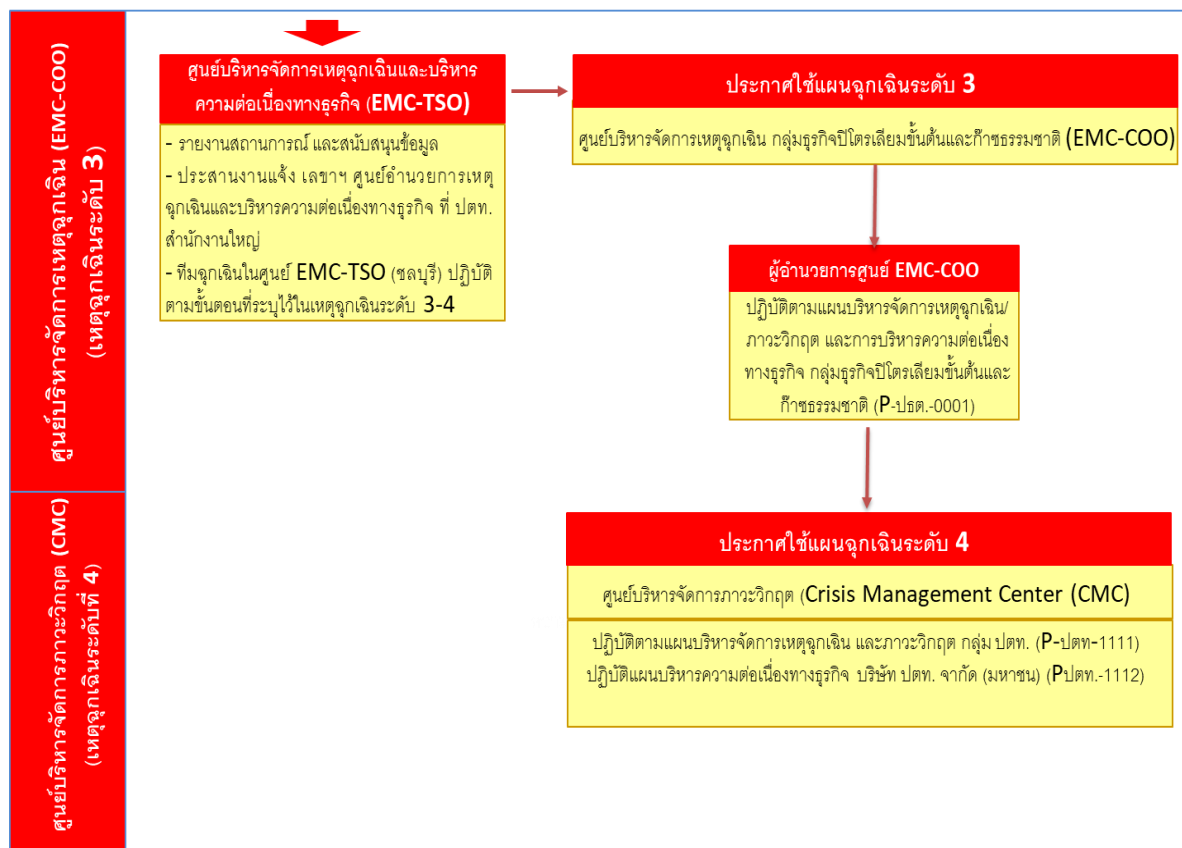 ศูนย์บริหารจัดการเหตุฉุกเฉิน (EMC-COO)
(เหตุฉุกเฉินระดับ 3)
ศูนย์บริหารจัดการเหตุฉุกเฉินและบริหาร
ความต่อเนื่องทางธุรกิจ (EMC-TSO)
- รายงานสถานการณ์ และสนับสนุนข้อมูล
- ประสานงานแจ้ง เลขาฯ ศูนย์อำนวยการเหตุ
ฉุกเฉินและบริหารความต่อเนื่องทางธุรกิจ ที่ ปตท.
สำนักงานใหญ่
- ทีมฉุกเฉินในศูนย์ EMC-TSO (ชลบุรี) ปฏิบัติ
ตามขั้นตอนที่ระบุไว้ในเหตุฉุกเฉินระดับ 3-4
ประกาศใช้แผนฉุกเฉินระดับ 3
ศูนย์บริหารจัดการเหตุฉุกเฉิน กลุ่มธุรกิจปิโตรเลียมขั้นต้นและก๊าซธรรมชาติ (EMC-COO)
ผู้อำนวยการศูนย์ EMC-COO
ปฏิบัติตามแผนบริหารจัดการเหตุฉุกเฉิน/
ภาวะวิกฤต และการบริหารความต่อเนื่อง
ทางธุรกิจ กลุ่มธุรกิจปิโตรเลียมขั้นต้นและ
ก๊าซธรรมชาติ (P-ปธต.-0001)
ศูนย์บริหารจัดการภาวะวิกฤต (CMC)
(เหตุฉุกเฉินระดับที่ 4)
ประกาศใช้แผนฉุกเฉินระดับ 4
ศูนย์บริหารจัดการภาวะวิกฤต (Crisis Management Center (CMC)
ปฏิบัติตามแผนบริหารจัดการเหตุฉุกเฉิน และภาวะวิกฤต กลุ่ม ปตท. (P-ปตท-1111)
ปฏิบัติแผนบริหารความต่อเนื่องทางธุรกิจ บริษัท ปตท. จากัด (มหาชน) (Pปตท.-1112)